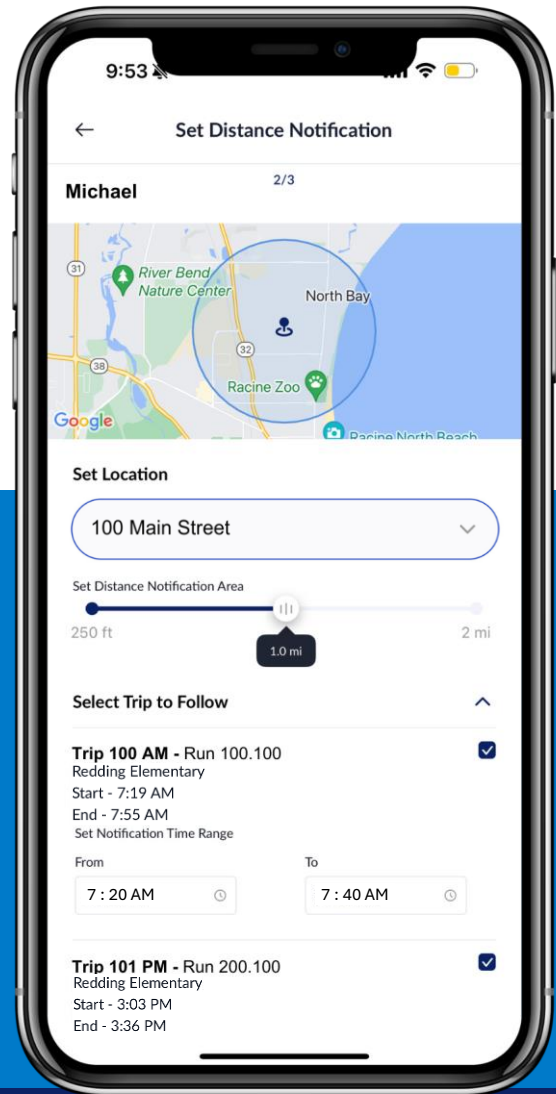 9:53
Set Distance Notification
2/3
Michael
31
River Bend
Nature Center
North Bay
32
38
Racine Zoo
Google
Racine North Beach
Set Location
100 Main Street
Set Distance Notification Area
250 ft
2 mi
1.0 mi
Select Trip to Follow
Trip 100 AM - Run 100.100
Redding Elementary
Start - 7:19 AM
End - 7:55 AM
Set Notification Time Range
From
To
7 : 20 AM
7 : 40 AM
Trip 101 PM - Run 200.100
Redding Elementary
Start - 3:03 PM
End - 3:36 PM